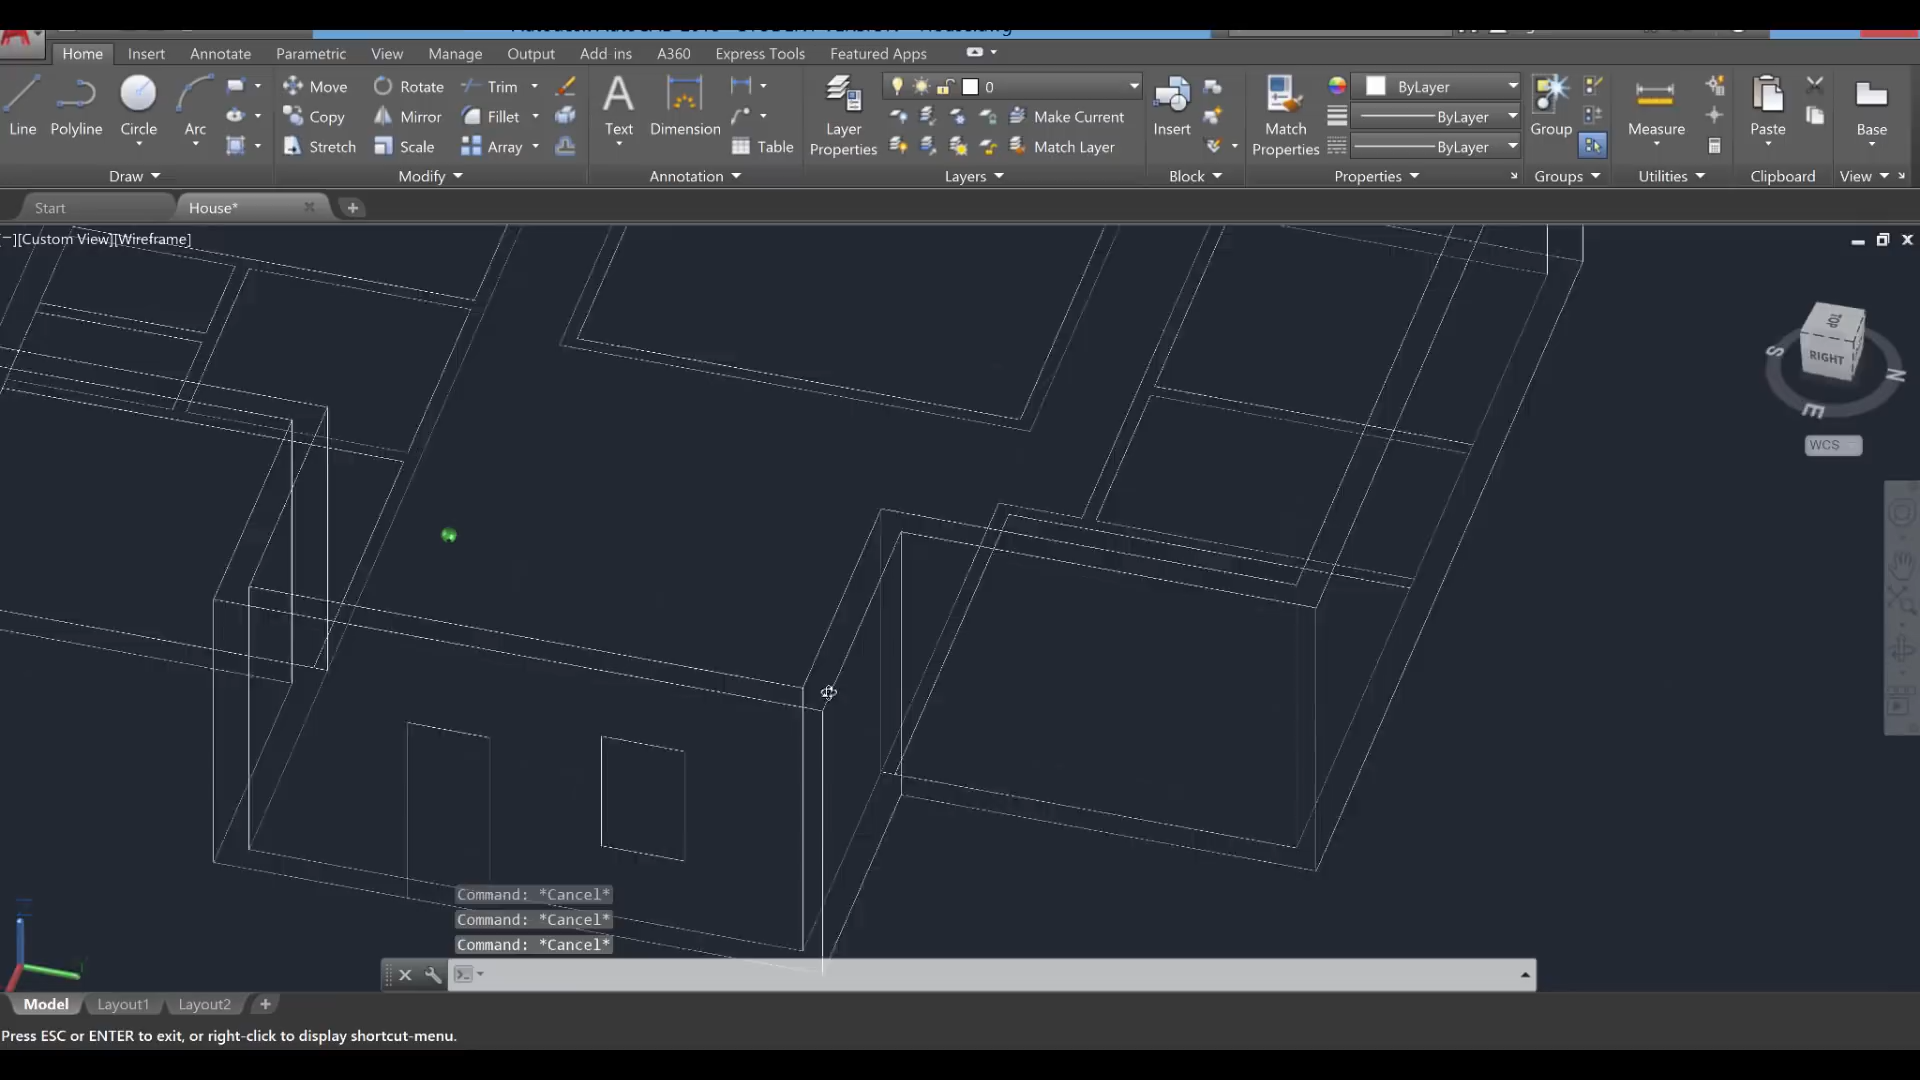 Home Insert Annotate Parametric View Manage Output Add-ins A360 Express Tools Featured Apps
Line Polyline Circle Arc
Move Rotate Trim
Copy Mirror Fillet
Stretch Scale Array
Text Dimension Table
Layer Properties
0
Make Current
Match Layer
Insert
Match Properties
ByLayer
ByLayer
ByLayer
Group Measure Paste Base
Draw Modify Annotation Layers Block Properties Groups Utilities Clipboard View
Start House* +
[−][Custom View][Wireframe]
TOP
RIGHT
S N
E
WCS
Command: *Cancel*
Command: *Cancel*
Command: *Cancel*
Model Layout1 Layout2 +
Press ESC or ENTER to exit, or right-click to display shortcut-menu.